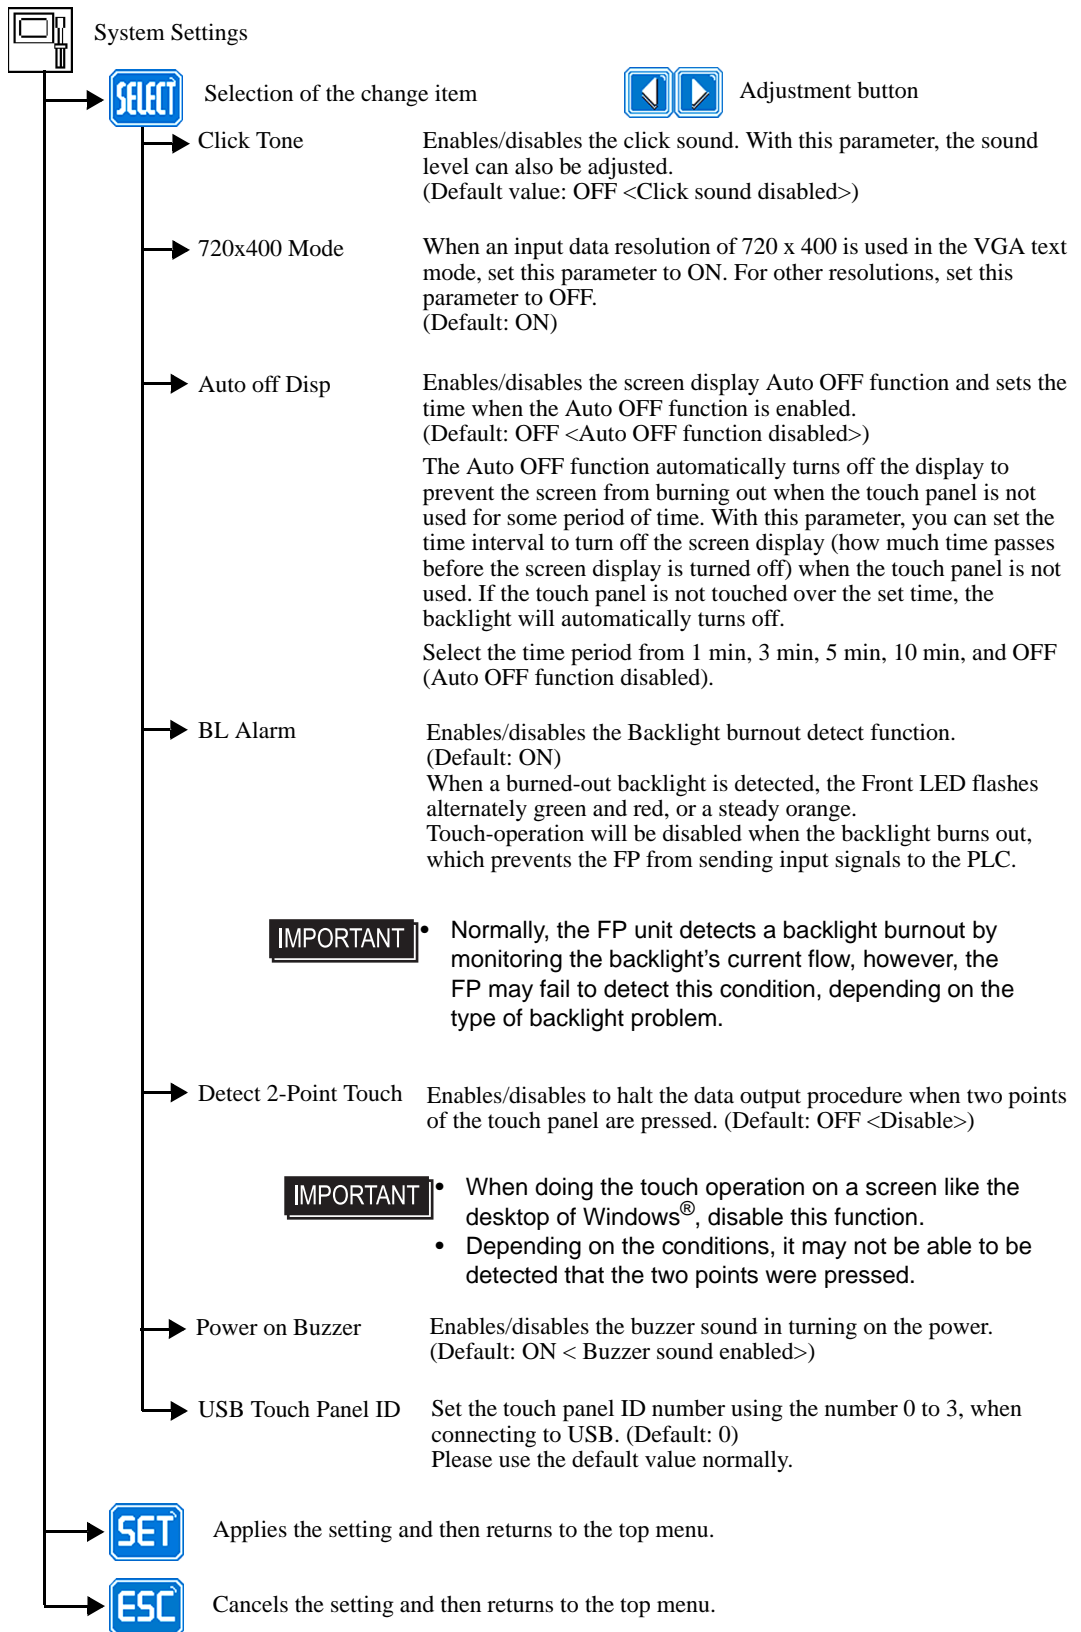 System Settings
SELECT
Selection of the change item
Adjustment button
Click Tone
Enables/disables the click sound. With this parameter, the sound
level can also be adjusted.
(Default value: OFF <Click sound disabled>)
720x400 Mode
When an input data resolution of 720 x 400 is used in the VGA text
mode, set this parameter to ON. For other resolutions, set this
parameter to OFF.
(Default: ON)
Auto off Disp
Enables/disables the screen display Auto OFF function and sets the
time when the Auto OFF function is enabled.
(Default: OFF <Auto OFF function disabled>)
The Auto OFF function automatically turns off the display to
prevent the screen from burning out when the touch panel is not
used for some period of time. With this parameter, you can set the
time interval to turn off the screen display (how much time passes
before the screen display is turned off) when the touch panel is not
used. If the touch panel is not touched over the set time, the
backlight will automatically turns off.
Select the time period from 1 min, 3 min, 5 min, 10 min, and OFF
(Auto OFF function disabled).
BL Alarm
Enables/disables the Backlight burnout detect function.
(Default: ON)
When a burned-out backlight is detected, the Front LED flashes
alternately green and red, or a steady orange.
Touch-operation will be disabled when the backlight burns out,
which prevents the FP from sending input signals to the PLC.
IMPORTANT
• Normally, the FP unit detects a backlight burnout by
monitoring the backlight's current flow, however, the
FP may fail to detect this condition, depending on the
type of backlight problem.
Detect 2-Point Touch
Enables/disables to halt the data output procedure when two points
of the touch panel are pressed. (Default: OFF <Disable>)
IMPORTANT
• When doing the touch operation on a screen like the
desktop of Windows®, disable this function.
• Depending on the conditions, it may not be able to be
detected that the two points were pressed.
Power on Buzzer
Enables/disables the buzzer sound in turning on the power.
(Default: ON < Buzzer sound enabled>)
USB Touch Panel ID
Set the touch panel ID number using the number 0 to 3, when
connecting to USB. (Default: 0)
Please use the default value normally.
SET
Applies the setting and then returns to the top menu.
ESC
Cancels the setting and then returns to the top menu.